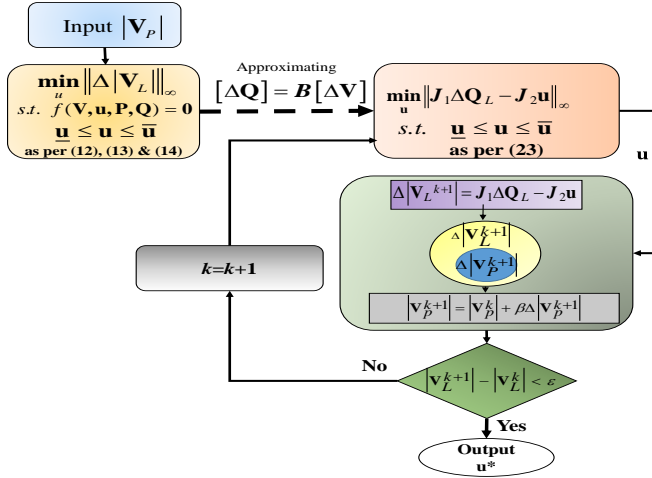 Input |V_P|
min_u ‖Δ|V_L|‖_∞
s.t. f(V, u, P, Q) = 0
u̲ ≤ u ≤ u̅
as per (12), (13) & (14)
Approximating
[ΔQ] = B[ΔV]
min_u ‖J_1ΔQ_L − J_2u‖_∞
s.t. u̲ ≤ u ≤ u̅
as per (23)
u
Δ|V_L^{k+1}| = J_1ΔQ_L − J_2u
Δ|V_L^{k+1}|
Δ|V_P^{k+1}|
|V_P^{k+1}| = |V_P^k| + βΔ|V_P^{k+1}|
k=k+1
No
|V_L^{k+1}| − |V_L^k| < ε
Yes
Output
u*